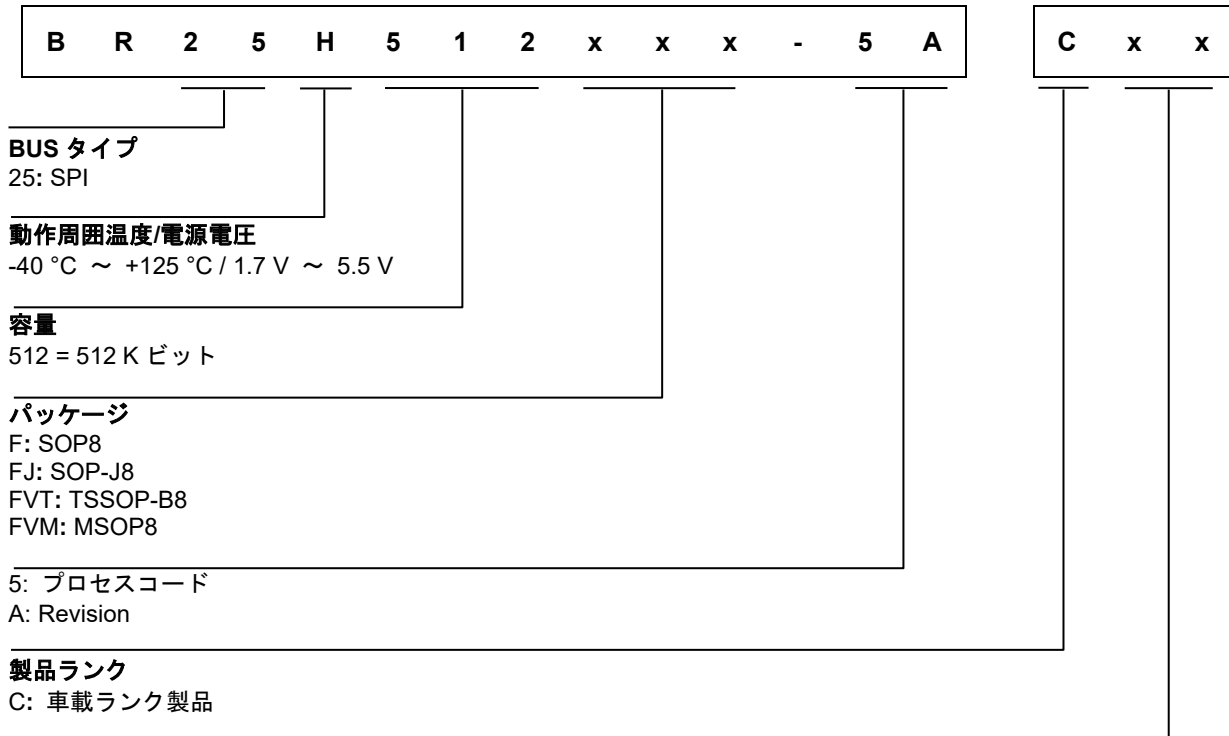 B R 2 5 H 5 1 2 x x x - 5 A C x x
BUS タイプ
25: SPI
動作周囲温度/電源電圧
-40 °C ～ +125 °C / 1.7 V ～ 5.5 V
容量
512 = 512 K ビット
パッケージ
F: SOP8
FJ: SOP-J8
FVT: TSSOP-B8
FVM: MSOP8
5: プロセスコード
A: Revision
製品ランク
C: 車載ランク製品